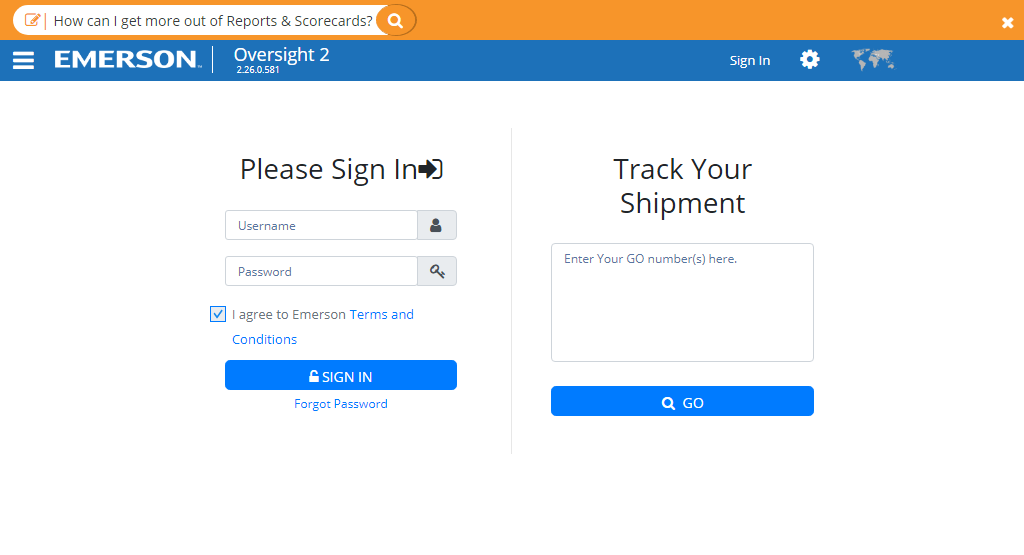 How can I get more out of Reports & Scorecards?
EMERSON™
Oversight 2
2.26.0.581
Sign In
Please Sign In
Username
Password
I agree to Emerson Terms and
Conditions
SIGN IN
Forgot Password
Track Your
Shipment
Enter Your GO number(s) here.
GO